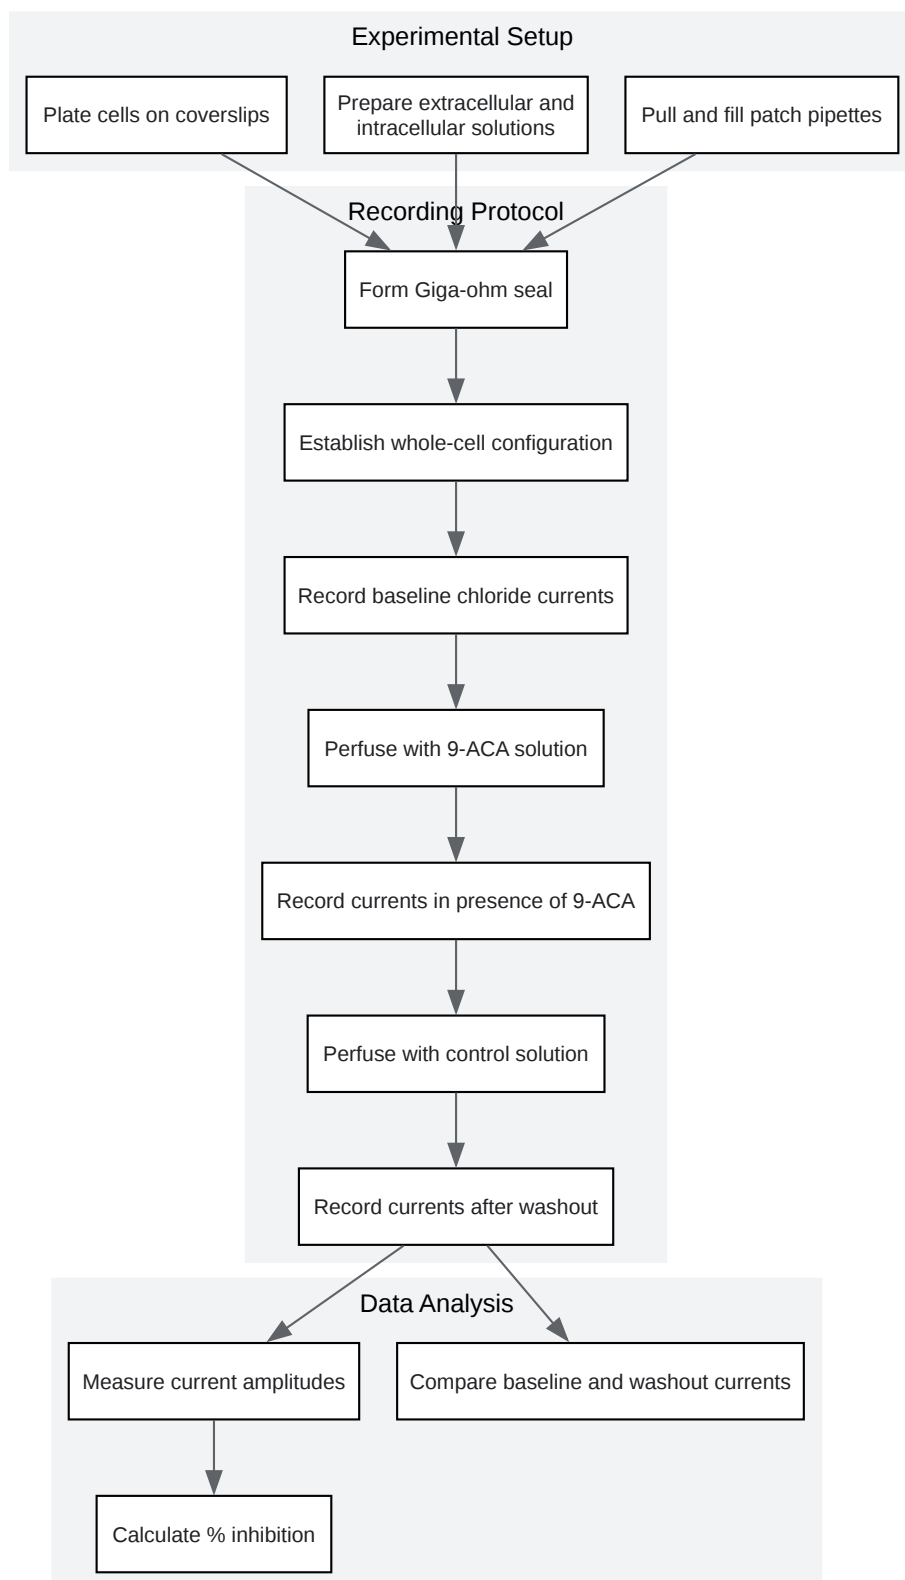 Experimental Setup
Plate cells on coverslips
Prepare extracellular and
intracellular solutions
Pull and fill patch pipettes
Recording Protocol
Form Giga-ohm seal
Establish whole-cell configuration
Record baseline chloride currents
Perfuse with 9-ACA solution
Record currents in presence of 9-ACA
Perfuse with control solution
Record currents after washout
Data Analysis
Measure current amplitudes
Compare baseline and washout currents
Calculate % inhibition